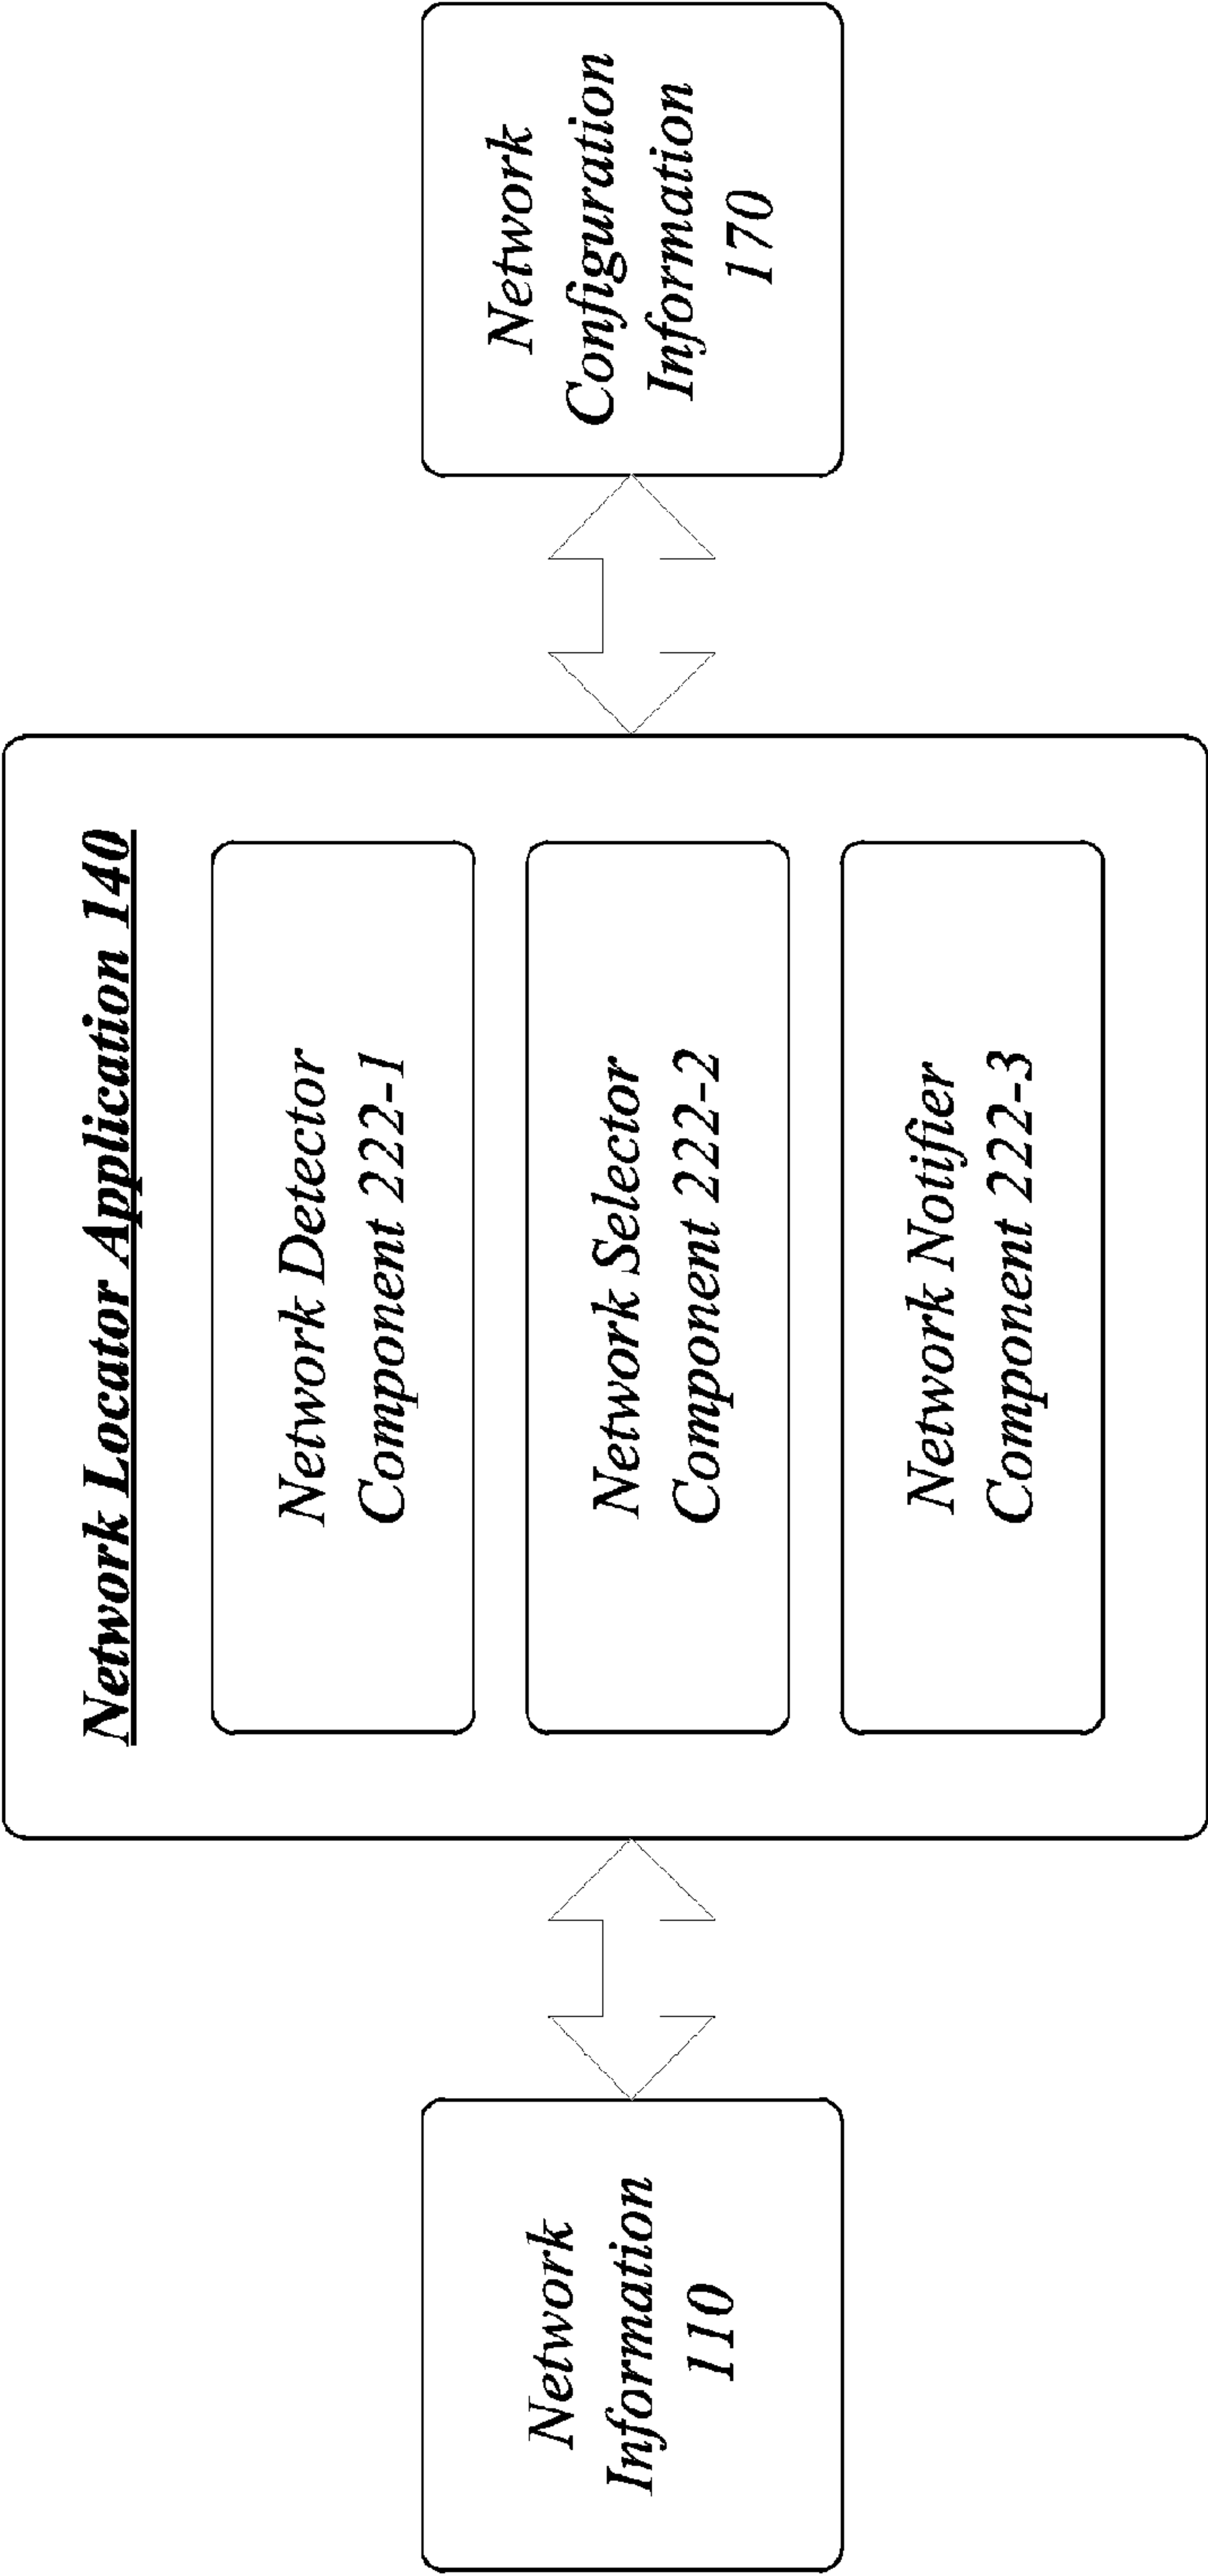 Network Locator Application 140
Network
Information
110
Network Detector
Component 222-1
Network Selector
Component 222-2
Network Notifier
Component 222-3
Network
Configuration
Information
170